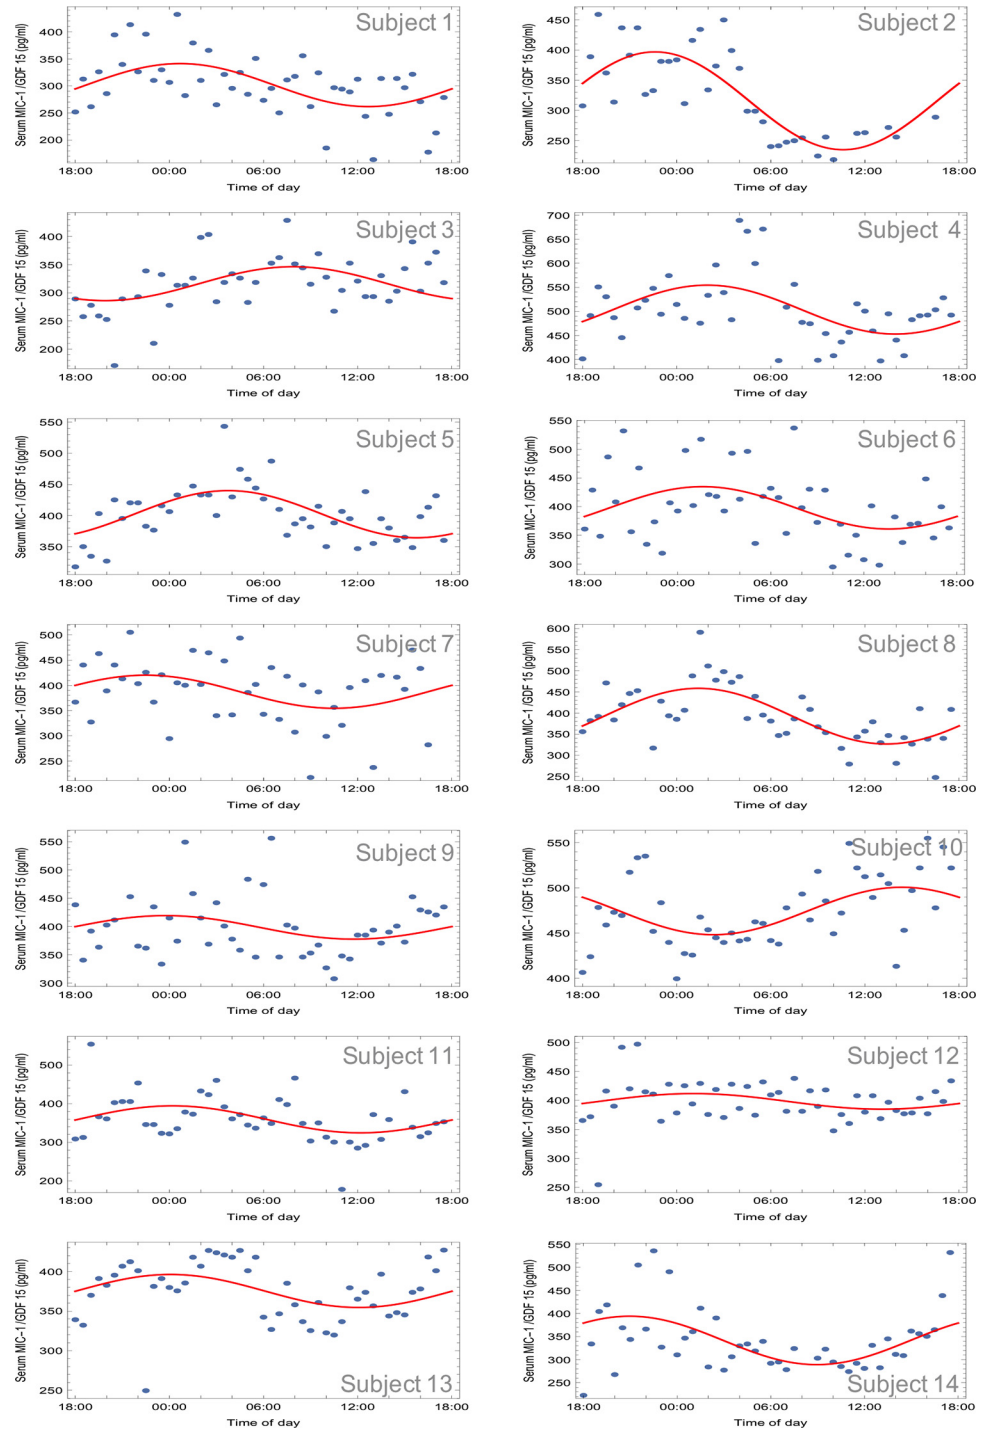 Subject 1
Serum MIC-1 /GDF 15 (pg/ml)
400
350
300
250
200
18:00 00:00 06:00 12:00 18:00
Time of day
Subject 2
Serum MIC-1 /GDF 15 (pg/ml)
450
400
350
300
250
18:00 00:00 06:00 12:00 18:00
Time of day
Subject 3
Serum MIC-1 /GDF 15 (pg/ml)
400
350
300
250
200
18:00 00:00 06:00 12:00 18:00
Time of day
Subject 4
Serum MIC-1 /GDF 15 (pg/ml)
700
650
600
550
500
450
400
18:00 00:00 06:00 12:00 18:00
Time of day
Subject 5
Serum MIC-1 /GDF 15 (pg/ml)
550
500
450
400
350
18:00 00:00 06:00 12:00 18:00
Time of day
Subject 6
Serum MIC-1 /GDF 15 (pg/ml)
550
500
450
400
350
300
18:00 00:00 06:00 12:00 18:00
Time of day
Subject 7
Serum MIC-1 /GDF 15 (pg/ml)
500
450
400
350
300
250
18:00 00:00 06:00 12:00 18:00
Time of day
Subject 8
Serum MIC-1 /GDF 15 (pg/ml)
600
550
500
450
400
350
300
250
18:00 00:00 06:00 12:00 18:00
Time of day
Subject 9
Serum MIC-1 /GDF 15 (pg/ml)
550
500
450
400
350
300
18:00 00:00 06:00 12:00 18:00
Time of day
Subject 10
Serum MIC-1 /GDF 15 (pg/ml)
550
500
450
400
18:00 00:00 06:00 12:00 18:00
Time of day
Subject 11
Serum MIC-1 /GDF 15 (pg/ml)
500
400
300
200
18:00 00:00 06:00 12:00 18:00
Time of day
Subject 12
Serum MIC-1 /GDF 15 (pg/ml)
500
450
400
350
300
250
18:00 00:00 06:00 12:00 18:00
Time of day
Subject 13
Serum MIC-1 /GDF 15 (pg/ml)
400
350
300
250
18:00 00:00 06:00 12:00 18:00
Time of day
Subject 14
Serum MIC-1 /GDF 15 (pg/ml)
550
500
450
400
350
300
250
18:00 00:00 06:00 12:00 18:00
Time of day